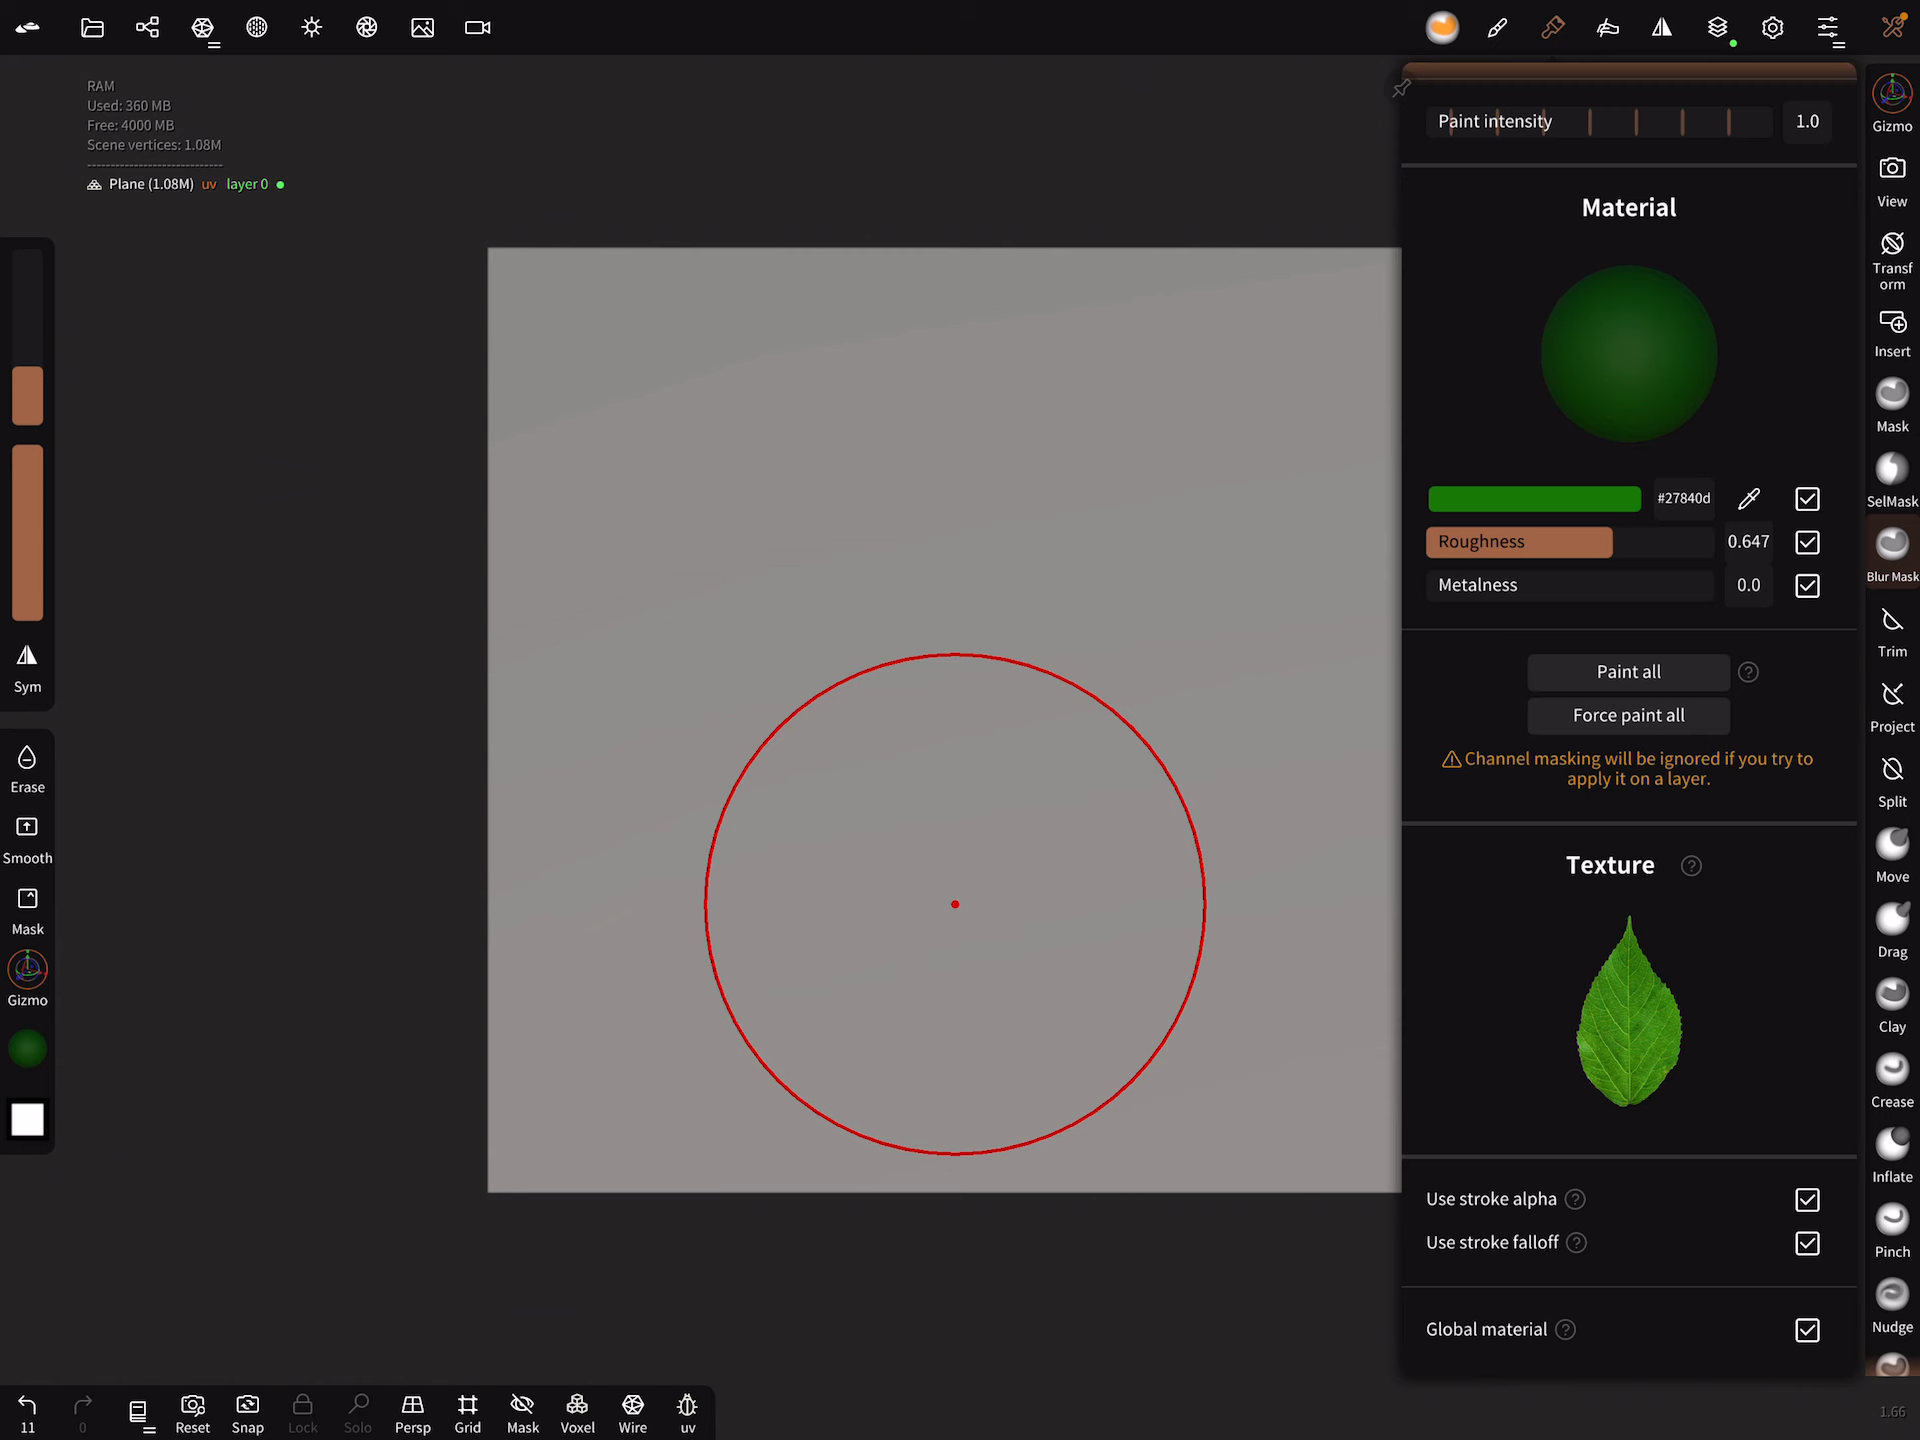 RAM
Used: 360 MB
Free: 4000 MB
Scene vertices: 1.08M
----------------------------
Plane (1.08M) uv layer 0
Sym
Erase
Smooth
Mask
Gizmo
Paint intensity 1.0
Material
#27840d
Roughness 0.647
Metalness 0.0
Paint all ?
Force paint all
Channel masking will be ignored if you try to
apply it on a layer.
Texture ?
Use stroke alpha ?
Use stroke falloff ?
Global material ?
Gizmo
View
Transf
orm
Insert
Mask
SelMask
Blur Mask
Trim
Project
Split
Move
Drag
Clay
Crease
Inflate
Pinch
Nudge
11
0
Reset
Snap
Lock
Solo
Persp
Grid
Mask
Voxel
Wire
uv
1.66